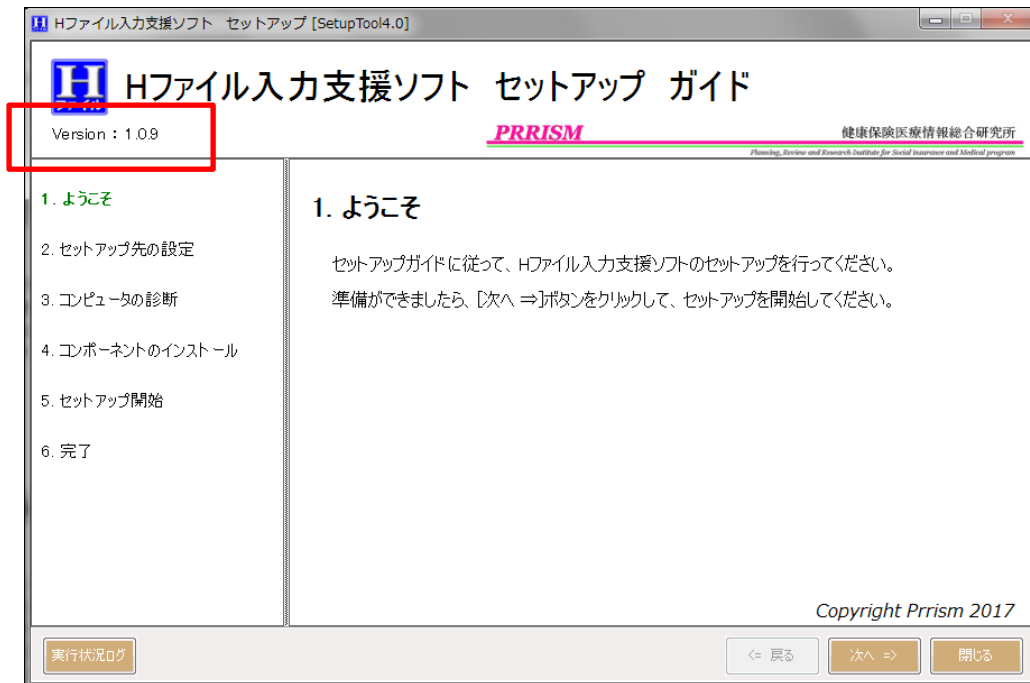 Hファイル入力支援ソフト セットアップ [SetupTool4.0]
H
ファイル
Hファイル入力支援ソフト セットアップ ガイド
Version : 1.0.9
PRRISM
健康保険医療情報総合研究所
Planning, Review and Research Institute for Social insurance and Medical program
1. ようこそ
2. セットアップ先の設定
3. コンピュータの診断
4. コンポーネントのインストール
5. セットアップ開始
6. 完了
1. ようこそ
セットアップガイドに従って、Hファイル入力支援ソフトのセットアップを行ってください。
準備ができましたら、[次へ ⇒]ボタンをクリックして、セットアップを開始してください。
Copyright Prrism 2017
実行状況ログ
<= 戻る
次へ =>
閉じる